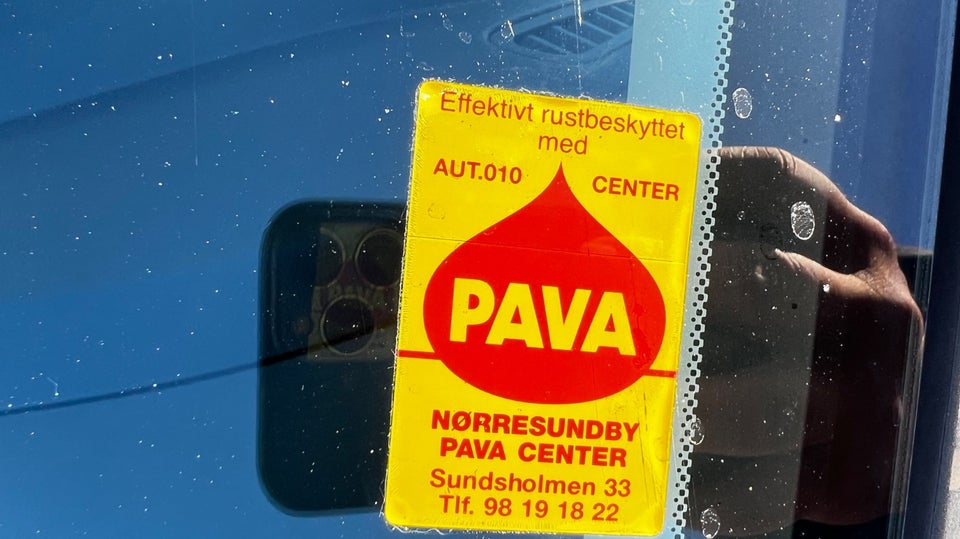 Effektivt rustbeskyttet
med
AUT.010 CENTER
PAVA
NØRRESUNDBY
PAVA CENTER
Sundsholmen 33
Tlf. 98 19 18 22